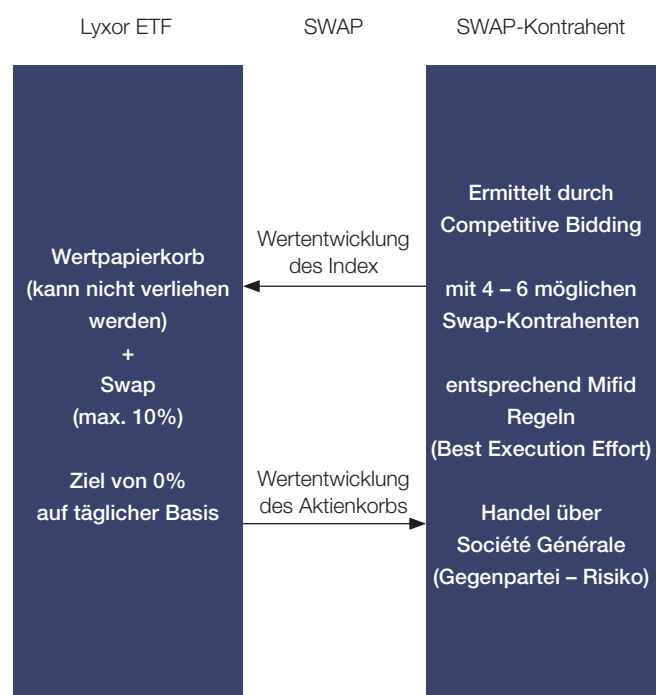 Lyxor ETF
SWAP
SWAP-Kontrahent
Wertpapierkorb
(kann nicht verliehen
werden)
+
Swap
(max. 10%)
Ziel von 0%
auf täglicher Basis
Wertentwicklung
des Index
Wertentwicklung
des Aktienkorbs
Ermittelt durch
Competitive Bidding
mit 4 – 6 möglichen
Swap-Kontrahenten
entsprechend Mifid
Regeln
(Best Execution Effort)
Handel über
Société Générale
(Gegenpartei – Risiko)